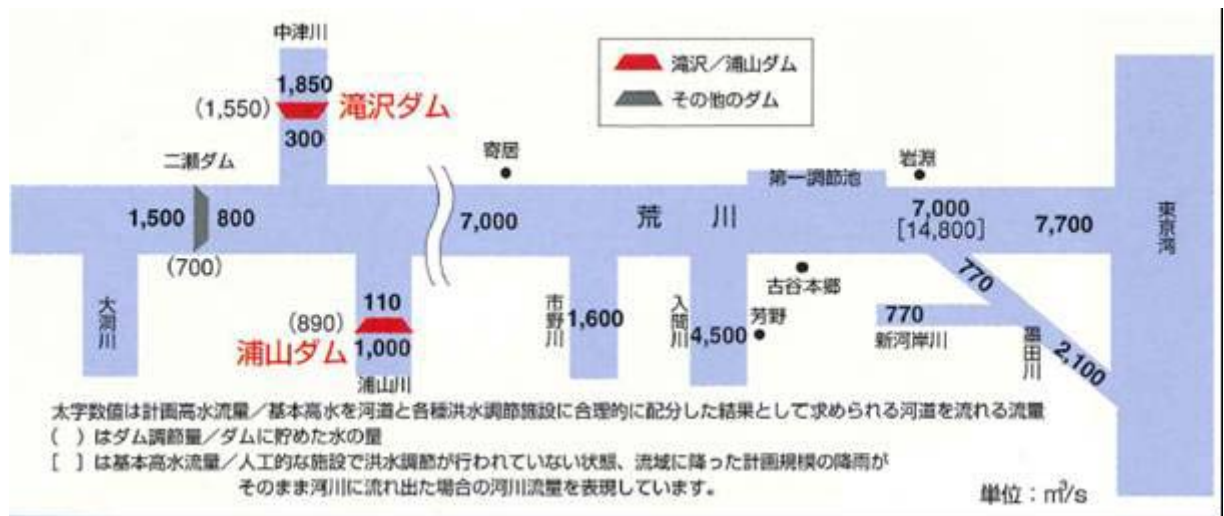 中津川
滝沢／浦山ダム
その他のダム
1,850
(1,550)
滝沢ダム
300
二瀬ダム
寄居
岩淵
第一調節池
1,500
800
7,000
荒川
7,000
[14,800]
7,700
東京湾
(700)
770
古谷本郷
大洞川
110
市野川
入間川
芳野
770
(890)
1,600
4,500
新河岸川
隅田川
浦山ダム
1,000
2,100
浦山川
太字数値は計画高水流量／基本高水を河道と各種洪水調節施設に合理的に配分した結果として求められる河道を流れる流量
( )はダム調節量／ダムに貯めた水の量
[ ]は基本高水流量／人工的な施設で洪水調節が行われていない状態、流域に降った計画規模の降雨が
そのまま河川に流れ出た場合の河川流量を表現しています。
単位：m³/s